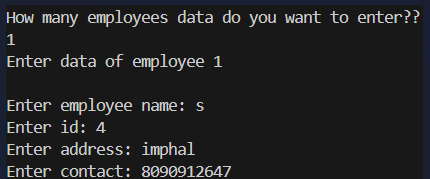 How many employees data do you want to enter??
1
Enter data of employee 1
Enter employee name: s
Enter id: 4
Enter address: imphal
Enter contact: 8090912647